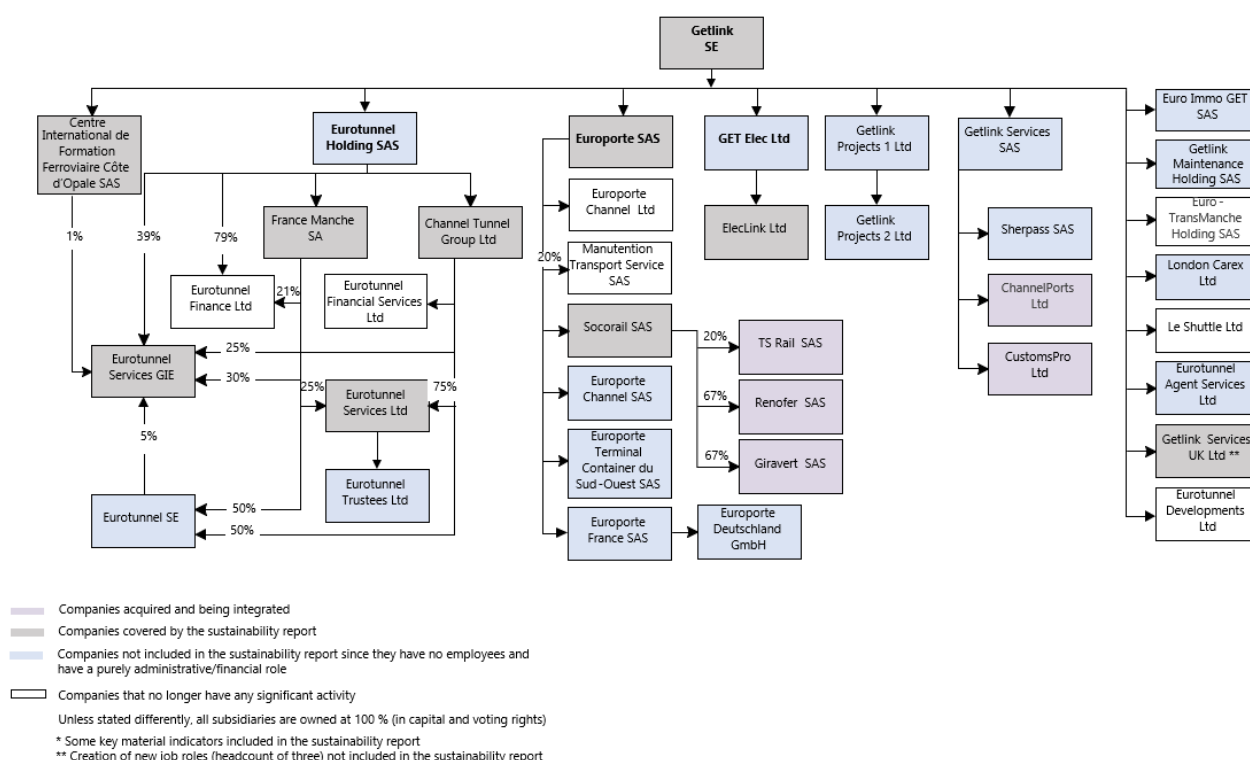 Getlink
SE
Centre
International de
Formation
Ferroviaire Côte
d'Opale SAS
Eurotunnel
Holding SAS
Europorte SAS
GET Elec Ltd
Getlink
Projects 1 Ltd
Getlink Services
SAS
Euro Immo GET
SAS
Getlink
Maintenance
Holding SAS
Euro -
TransManche
Holding SAS
London Carex
Ltd
Le Shuttle Ltd
Eurotunnel
Agent Services
Ltd
Getlink Services
UK Ltd **
Eurotunnel
Developments
Ltd
1%
39%
79%
France Manche
SA
Channel Tunnel
Group Ltd
Eurotunnel
Finance Ltd
21%
Eurotunnel
Financial Services
Ltd
Eurotunnel
Services GIE
25%
30%
25%
75%
Eurotunnel
Services Ltd
5%
Eurotunnel
Trustees Ltd
Eurotunnel SE
50%
50%
Europorte
Channel Ltd
20%
Manutention
Transport Service
SAS
Socorail SAS
Europorte
Channel SAS
Europorte
Terminal
Container du
Sud-Ouest SAS
Europorte
France SAS
Europorte
Deutschland
GmbH
20%
TS Rail SAS
67%
Renofer SAS
67%
Giravert SAS
ElecLink Ltd
Getlink
Projects 2 Ltd
Sherpass SAS
ChannelPorts
Ltd
CustomsPro
Ltd
Companies acquired and being integrated
Companies covered by the sustainability report
Companies not included in the sustainability report since they have no employees and
have a purely administrative/financial role
Companies that no longer have any significant activity
Unless stated differently, all subsidiaries are owned at 100 % (in capital and voting rights)
* Some key material indicators included in the sustainability report
** Creation of new job roles (headcount of three) not included in the sustainability report